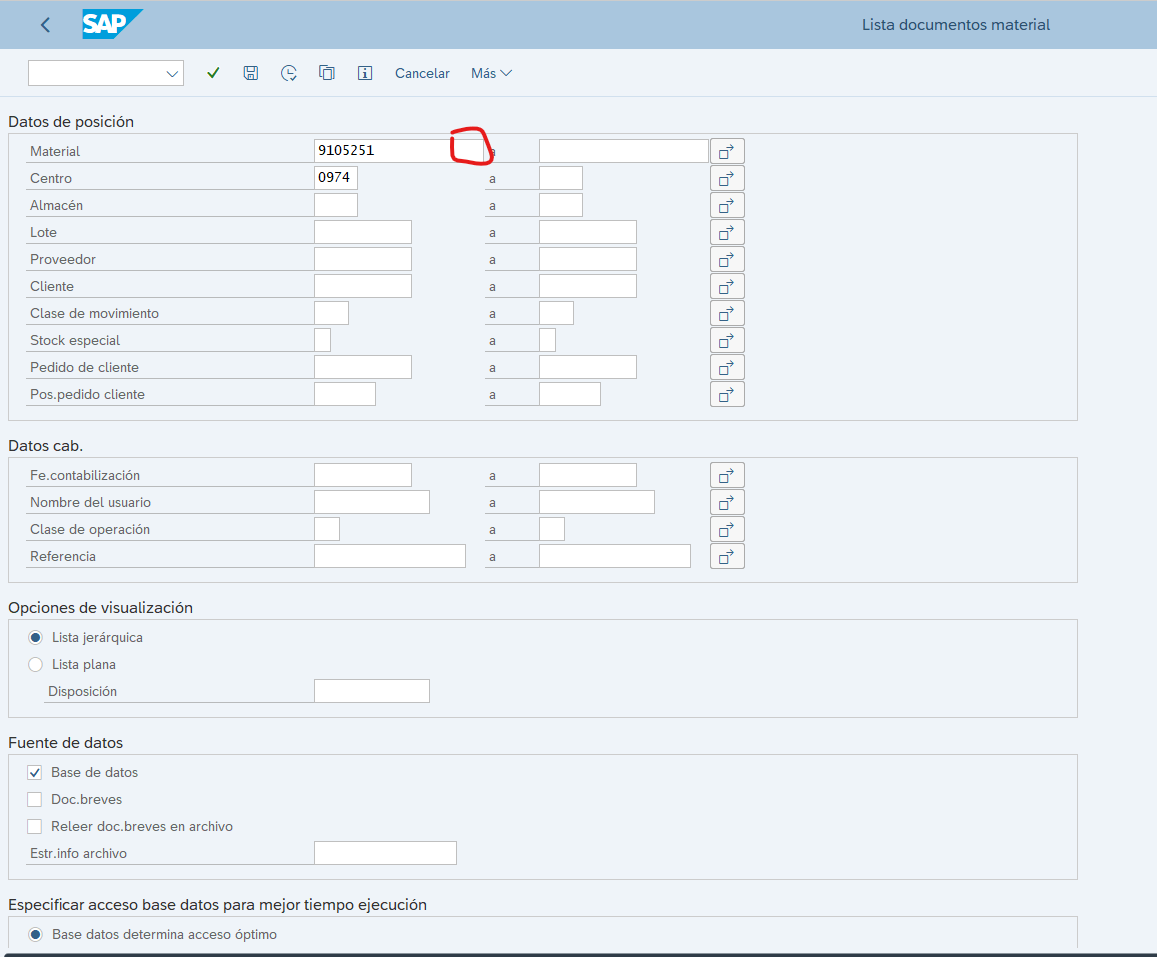 SAP Lista documentos material
Cancelar Más
Datos de posición
Material 9105251 a
Centro 0974 a
Almacén a
Lote a
Proveedor a
Cliente a
Clase de movimiento a
Stock especial a
Pedido de cliente a
Pos.pedido cliente a
Datos cab.
Fe.contabilización a
Nombre del usuario a
Clase de operación a
Referencia a
Opciones de visualización
Lista jerárquica
Lista plana
Disposición
Fuente de datos
Base de datos
Doc.breves
Releer doc.breves en archivo
Estr.info archivo
Especificar acceso base datos para mejor tiempo ejecución
Base datos determina acceso óptimo